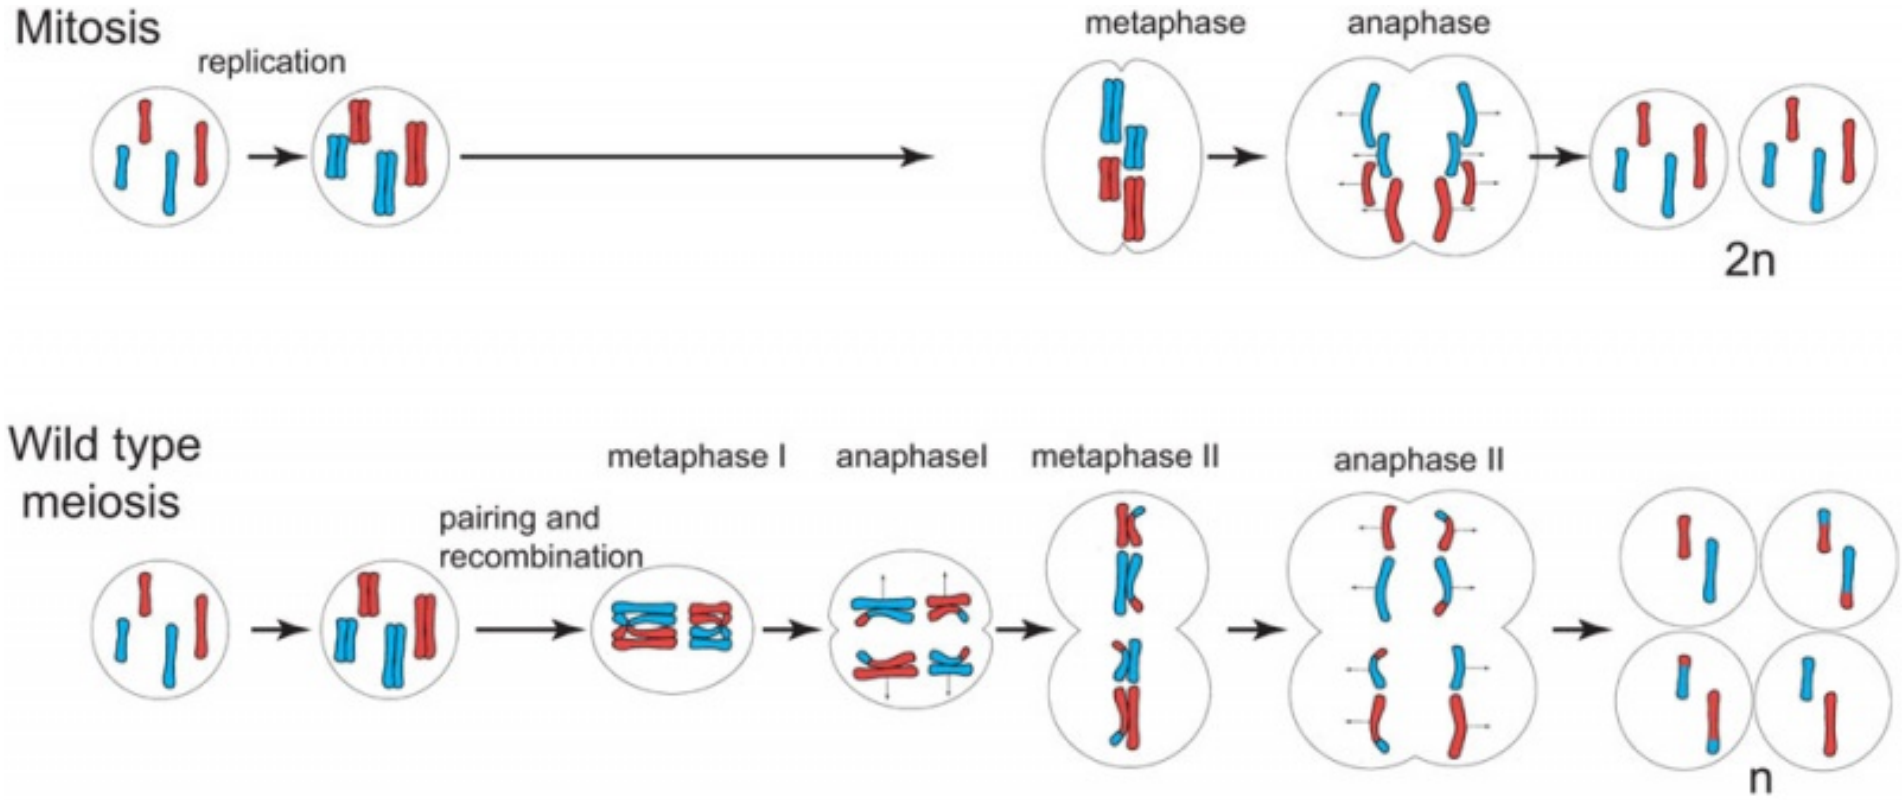 Mitosis
replication
metaphase
anaphase
2n
Wild type
meiosis
pairing and
recombination
metaphase I
anaphaseI
metaphase II
anaphase II
n